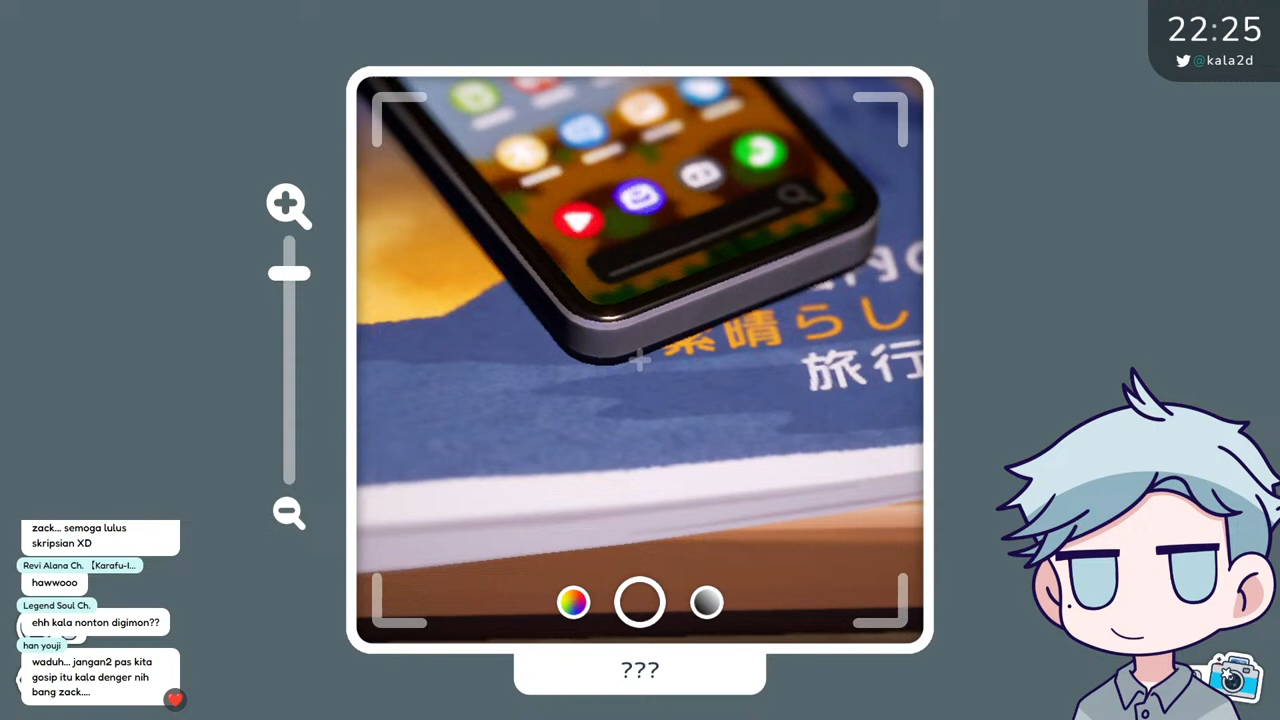 22:25
@kala2d
素晴らし
旅行
???
zack... semoga lulus
skripsian XD
Revi Alana Ch. 【Karafu-I...
hawwooo
Legend Soul Ch.
ehh kala nonton digimon??
han youji
waduh... jangan2 pas kita
gosip itu kala denger nih
bang zack....